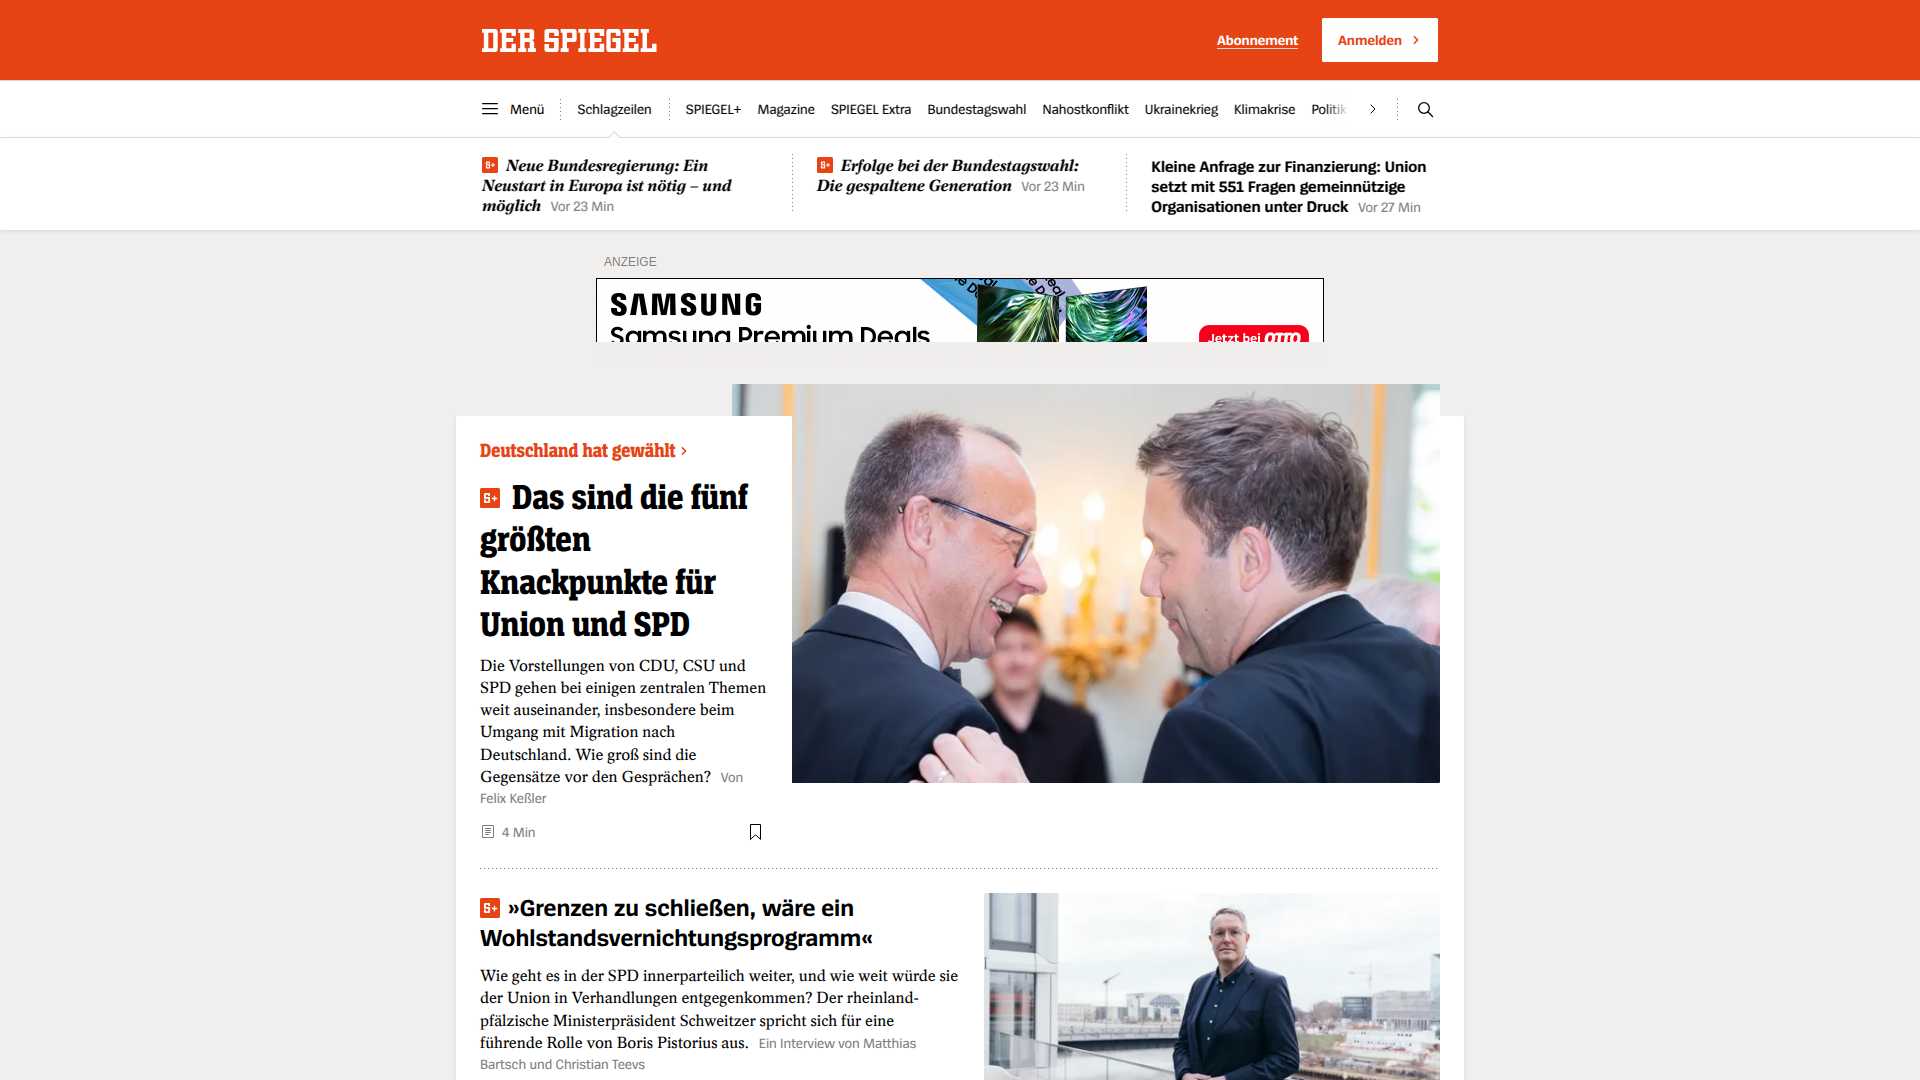 DER SPIEGEL
Abonnement
Anmelden
Menü
Schlagzeilen
SPIEGEL+
Magazine
SPIEGEL Extra
Bundestagswahl
Nahostkonflikt
Ukrainekrieg
Klimakrise
Politik
Neue Bundesregierung: Ein
Neustart in Europa ist nötig – und
möglich Vor 23 Min
Erfolge bei der Bundestagswahl:
Die gespaltene Generation Vor 23 Min
Kleine Anfrage zur Finanzierung: Union
setzt mit 551 Fragen gemeinnützige
Organisationen unter Druck Vor 27 Min
ANZEIGE
SAMSUNG
Samsung Premium Deals
Jetzt bei OTTO
Deutschland hat gewählt
Das sind die fünf
größten
Knackpunkte für
Union und SPD
Die Vorstellungen von CDU, CSU und
SPD gehen bei einigen zentralen Themen
weit auseinander, insbesondere beim
Umgang mit Migration nach
Deutschland. Wie groß sind die
Gegensätze vor den Gesprächen? Von
Felix Keßler
4 Min
»Grenzen zu schließen, wäre ein
Wohlstandsvernichtungsprogramm«
Wie geht es in der SPD innerparteilich weiter, und wie weit würde sie
der Union in Verhandlungen entgegenkommen? Der rheinland-
pfälzische Ministerpräsident Schweitzer spricht sich für eine
führende Rolle von Boris Pistorius aus. Ein Interview von Matthias
Bartsch und Christian Teevs